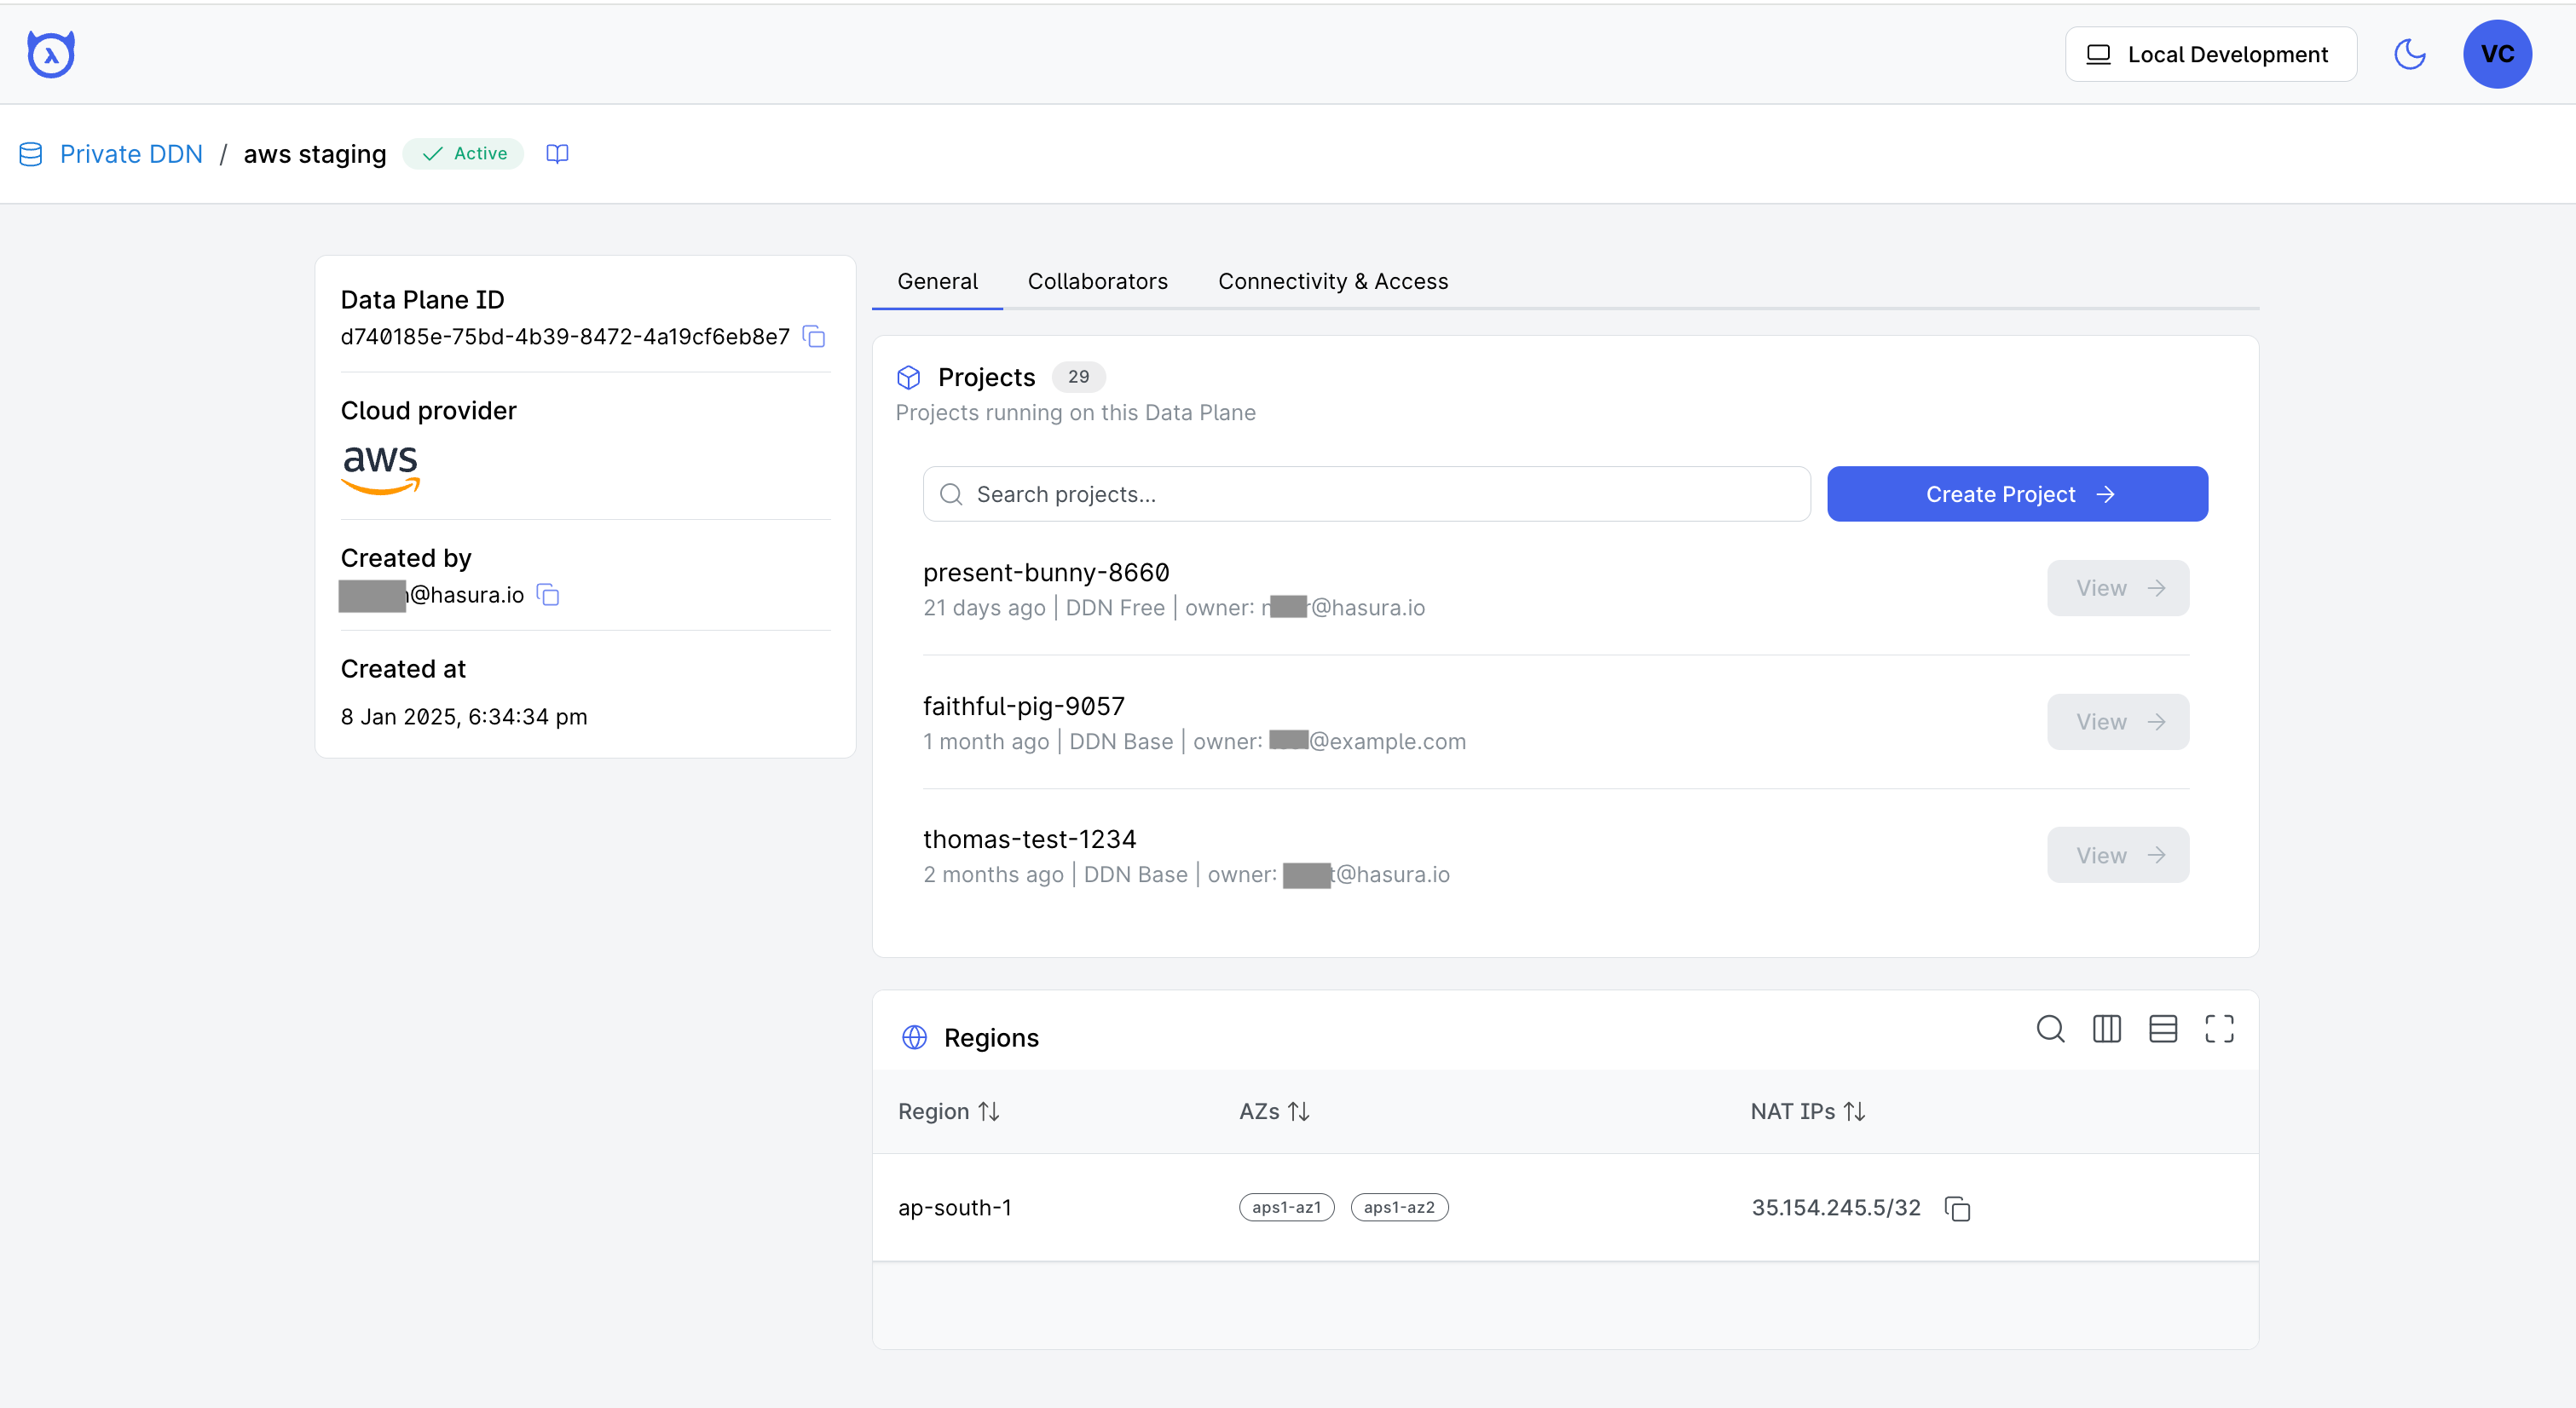 Local Development
VC
Private DDN / aws staging Active
Data Plane ID
d740185e-75bd-4b39-8472-4a19cf6eb8e7
Cloud provider
aws
Created by
@hasura.io
Created at
8 Jan 2025, 6:34:34 pm
General Collaborators Connectivity & Access
Projects 29
Projects running on this Data Plane
Search projects...
Create Project
present-bunny-8660
21 days ago | DDN Free | owner: @hasura.io
View
faithful-pig-9057
1 month ago | DDN Base | owner: @example.com
View
thomas-test-1234
2 months ago | DDN Base | owner: @hasura.io
View
Regions
Region AZs NAT IPs
ap-south-1 aps1-az1 aps1-az2 35.154.245.5/32